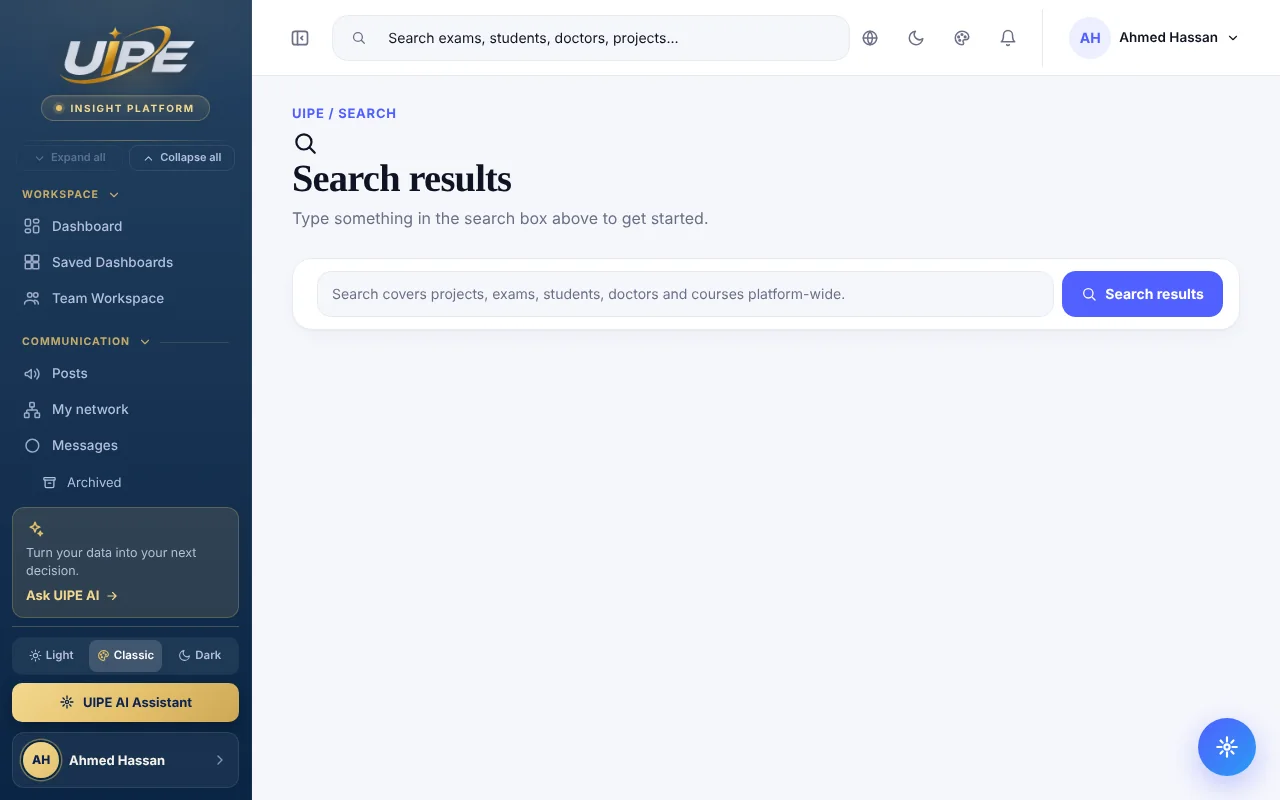 UIPE
INSIGHT PLATFORM
Expand all
Collapse all
WORKSPACE
Dashboard
Saved Dashboards
Team Workspace
COMMUNICATION
Posts
My network
Messages
Archived
Turn your data into your next
decision.
Ask UIPE AI →
Light
Classic
Dark
UIPE AI Assistant
AH
Ahmed Hassan
Search exams, students, doctors, projects...
AH
Ahmed Hassan
UIPE / SEARCH
Search results
Type something in the search box above to get started.
Search covers projects, exams, students, doctors and courses platform-wide.
Search results